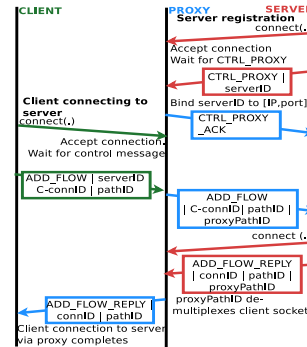 CLIENT
PROXY
SERVER
Server registration
connect(.)
Accept connection
Wait for CTRL_PROXY
CTRL_PROXY |
serverID
Bind serverID to [IP,port]
Client connecting to
server
connect(.)
CTRL_PROXY
_ACK
Accept connection.
Wait for control message
ADD_FLOW | serverID
C-connID | pathID
ADD_FLOW
| C-connID| pathID |
proxyPathID
connect (.
ADD_FLOW_REPLY
| connID | pathID |
proxyPathID
ADD_FLOW_REPLY |
connID | pathID
proxyPathID de-
multiplexes client socket
Client connection to server
via proxy completes